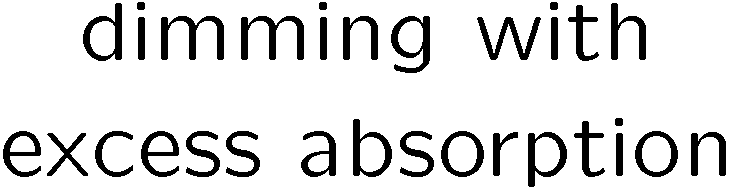 dimming with
excess absorption